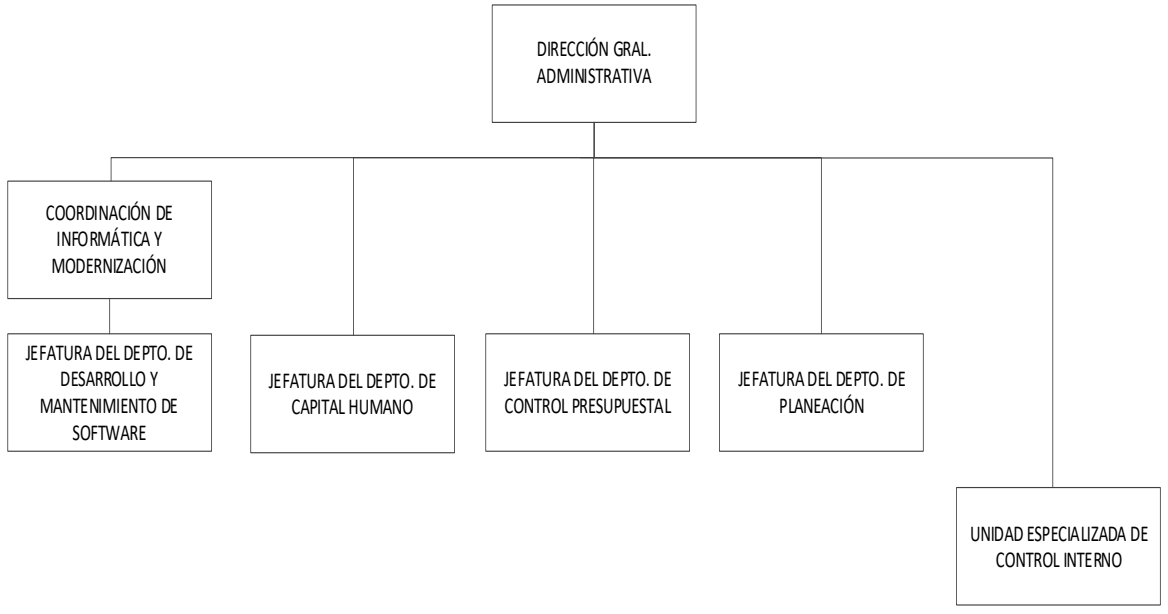 DIRECCIÓN GRAL.
ADMINISTRATIVA
COORDINACIÓN DE
INFORMÁTICA Y
MODERNIZACIÓN
JEFATURA DEL DEPTO. DE
DESARROLLO Y
MANTENIMIENTO DE
SOFTWARE
JEFATURA DEL DEPTO. DE
CAPITAL HUMANO
JEFATURA DEL DEPTO. DE
CONTROL PRESUPUESTAL
JEFATURA DEL DEPTO. DE
PLANEACIÓN
UNIDAD ESPECIALIZADA DE
CONTROL INTERNO